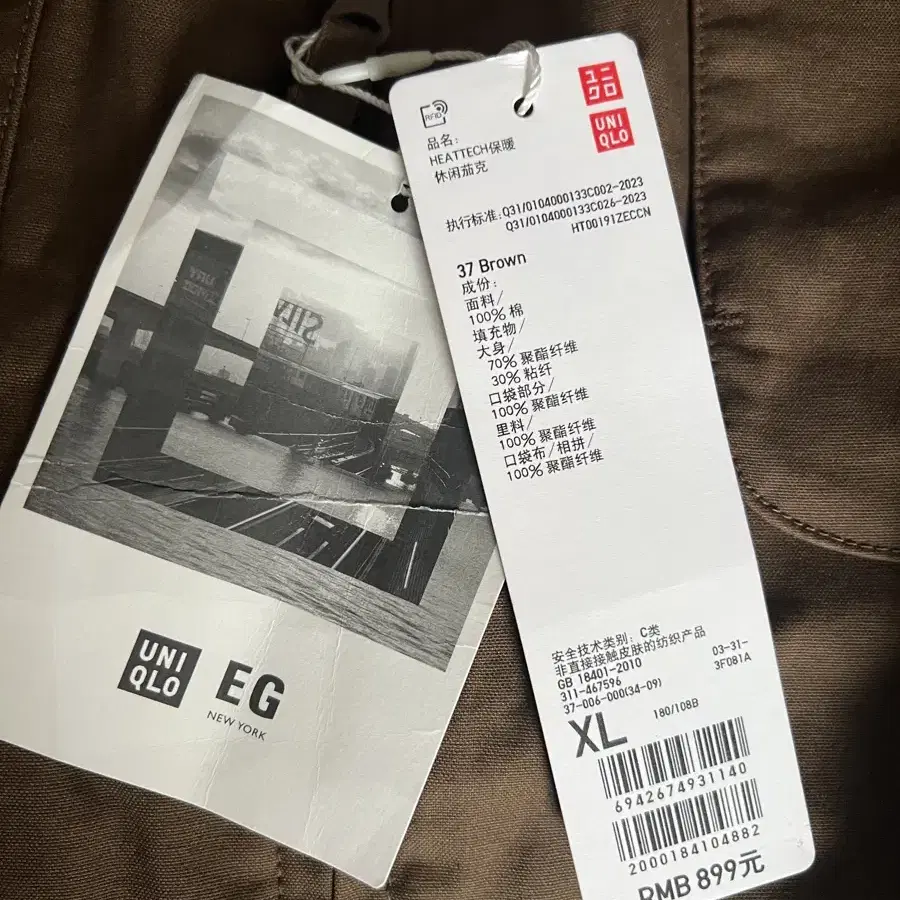 RFID
ユニ
クロ
UNI
QLO
品名:
HEATTECH保暖
休闲茄克
执行标准:Q31/0104000133C002-2023
Q31/0104000133C026-2023
HT00191ZECCN
37 Brown
成份:
面料/
100% 棉
填充物/
大身/
70% 聚酯纤维
30% 粘纤
口袋部分/
100% 聚酯纤维
里料/
100% 聚酯纤维
口袋布/相拼/
100% 聚酯纤维
安全技术类别: C类
非直接接触皮肤的纺织产品
GB 18401-2010
03-31-
311-467596
3F081A
37-006-000(34-09)
XL
180/108B
6942674931140
2000184104882
RMB 899元
UNI
QLO
EG
NEW YORK